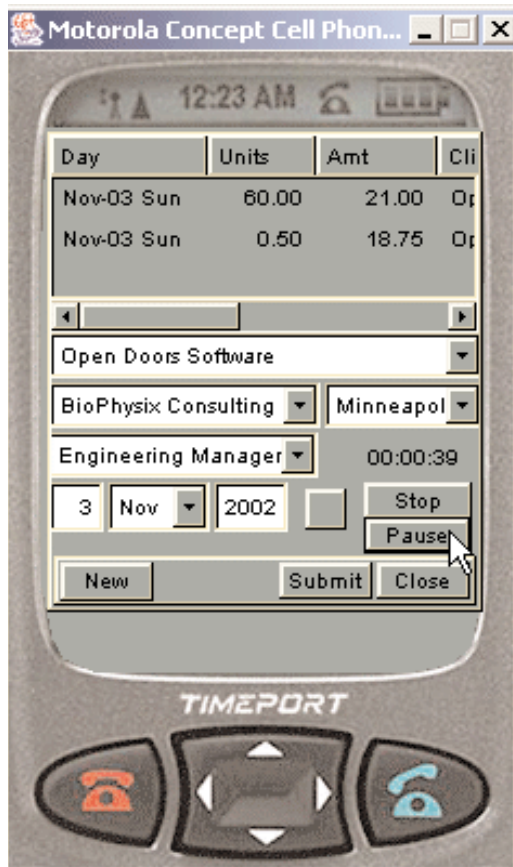 Motorola Concept Cell Phon...
12:23 AM
Day Units Amt Cli
Nov-03 Sun 60.00 21.00
Nov-03 Sun 0.50 18.75
Open Doors Software
BioPhysix Consulting Minneapol
Engineering Manager 00:00:39
3 Nov 2002 Stop
Pause
New Submit Close
TIMEPORT